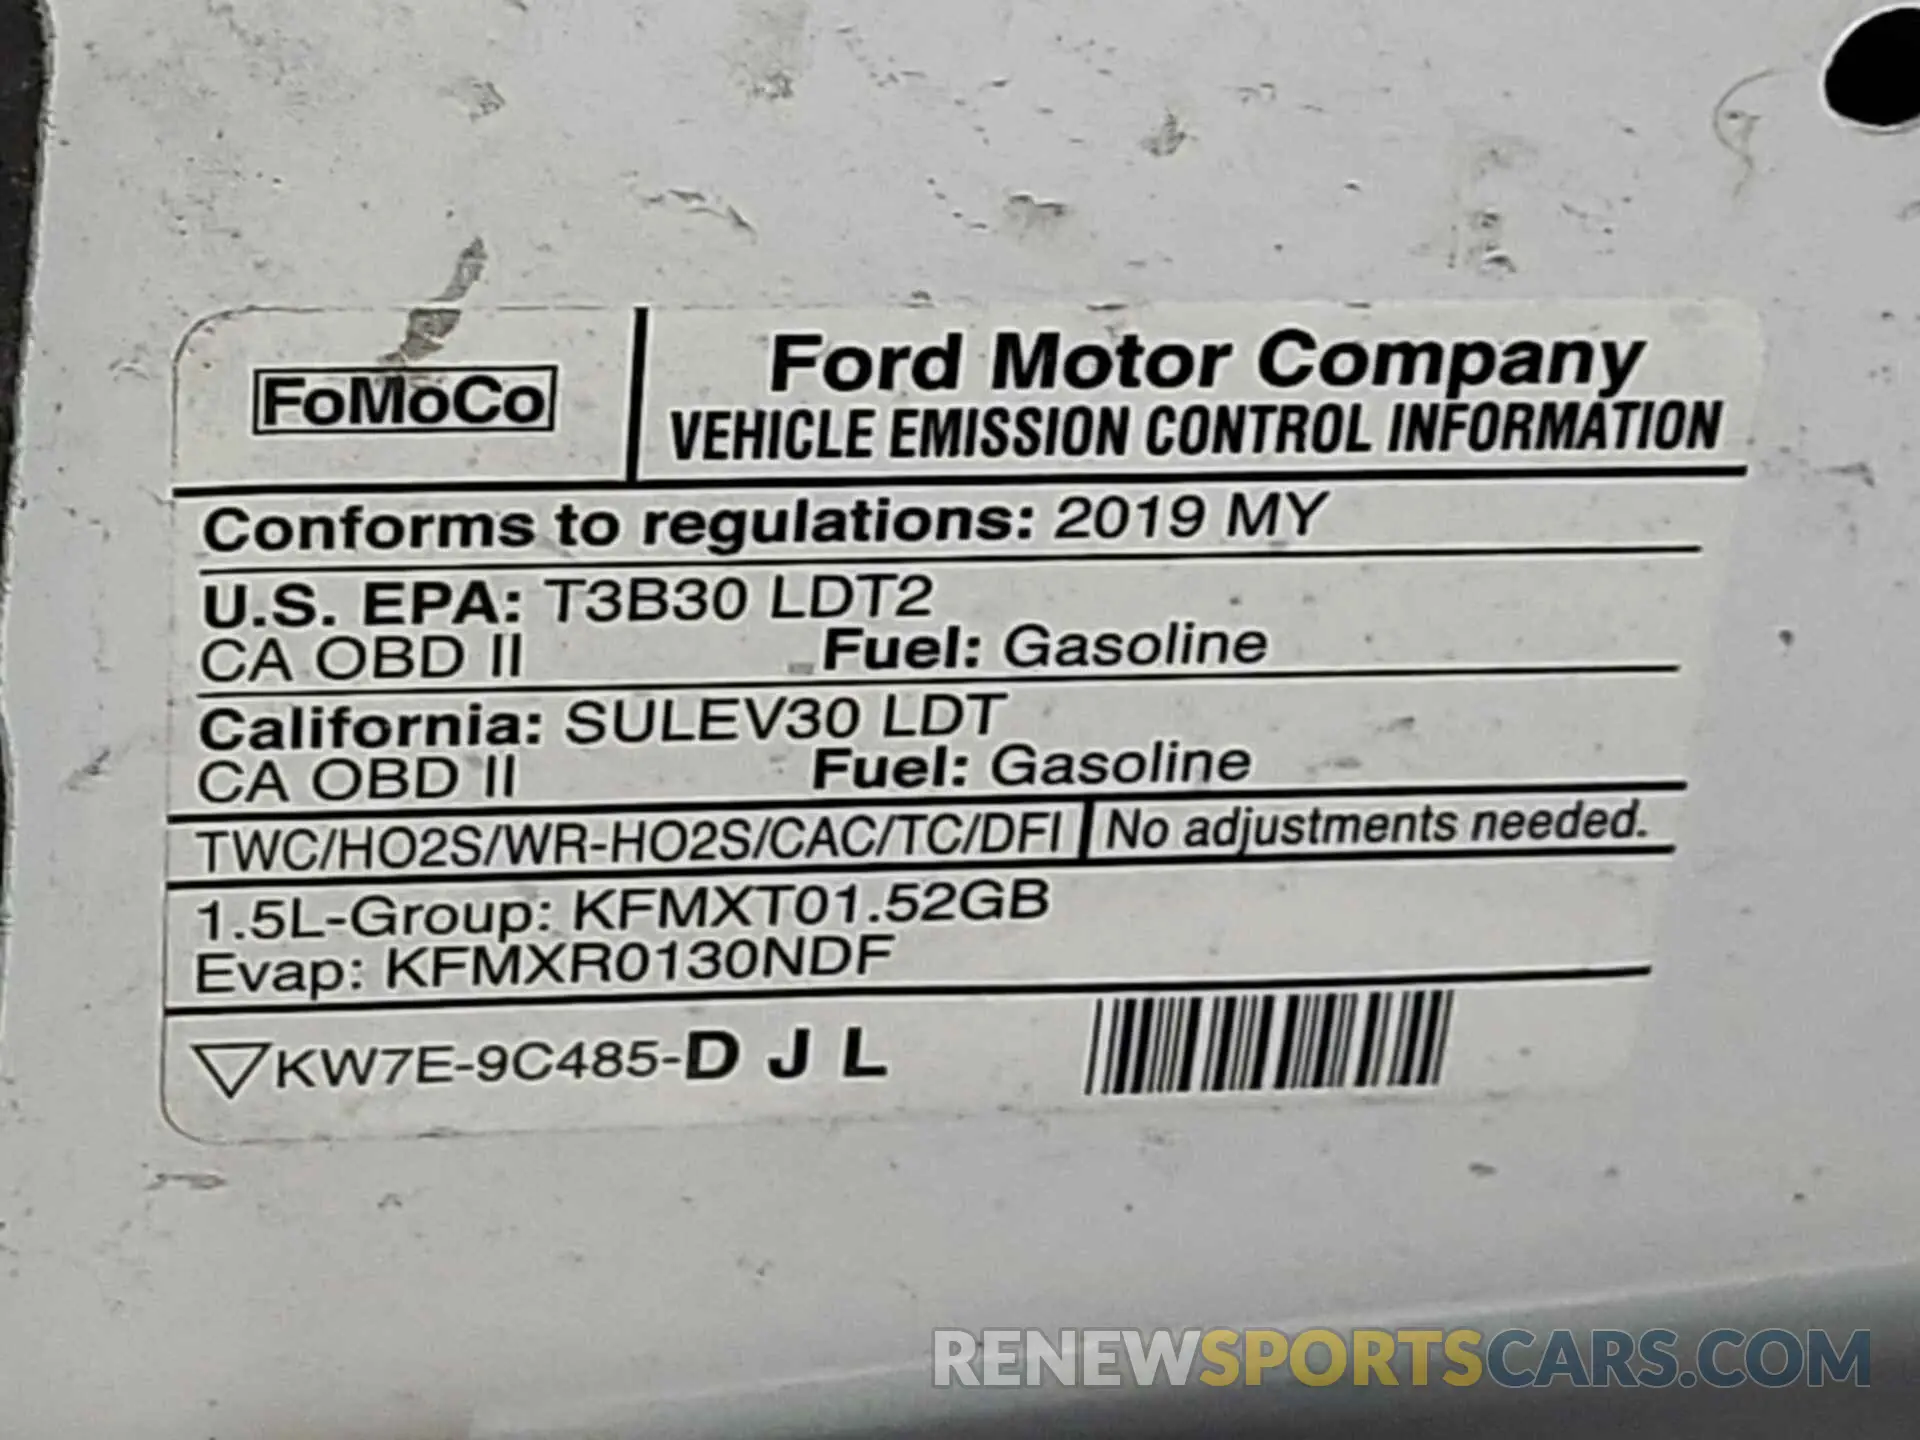 FoMoCo
Ford Motor Company
VEHICLE EMISSION CONTROL INFORMATION
Conforms to regulations: 2019 MY
U.S. EPA: T3B30 LDT2
CA OBD II Fuel: Gasoline
California: SULEV30 LDT
CA OBD II Fuel: Gasoline
TWC/HO2S/WR-HO2S/CAC/TC/DFI No adjustments needed.
1.5L-Group: KFMXT01.52GB
Evap: KFMXR0130NDF
KW7E-9C485-D J L
RENEWSPORTSCARS.COM